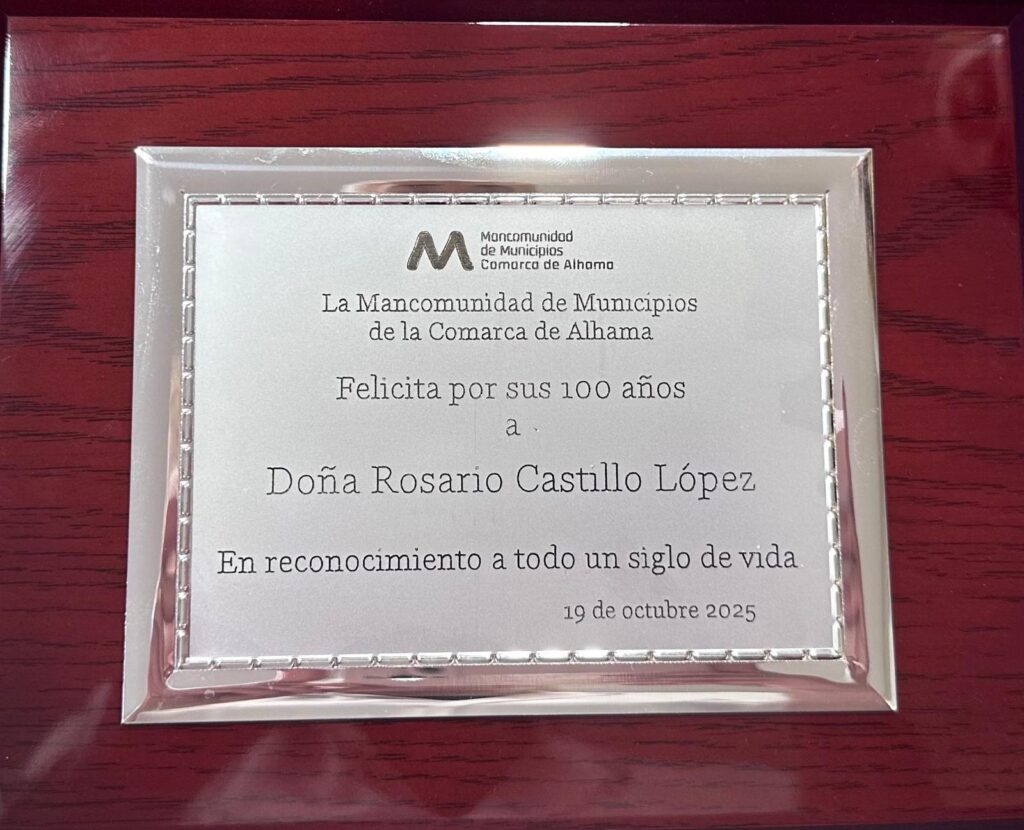 Mancomunidad
de Municipios
Comarca de Alhama
La Mancomunidad de Municipios
de la Comarca de Alhama
Felicita por sus 100 años
a
Doña Rosario Castillo López
En reconocimiento a todo un siglo de vida
19 de octubre 2025